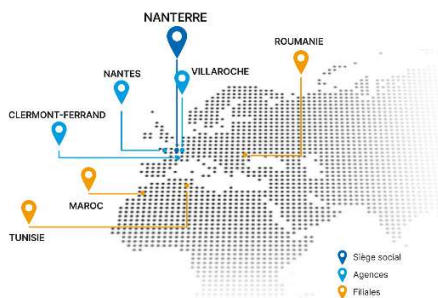 NANTERRE
ROUMANIE
NANTES
VILLAROCHE
CLERMONT-FERRAND
MAROC
TUNISIE
Siège social
Agences
Filiales